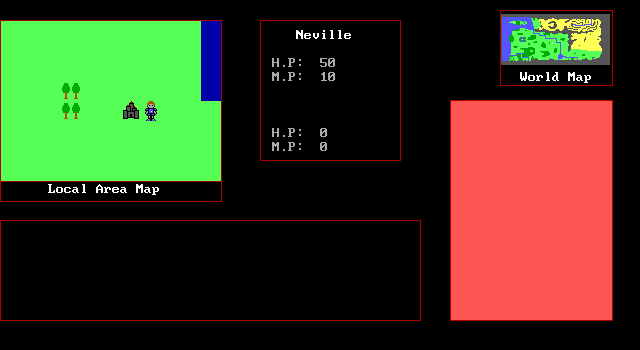 Neville
H.P: 50
M.P: 10
H.P: 0
M.P: 0
World Map
Local Area Map